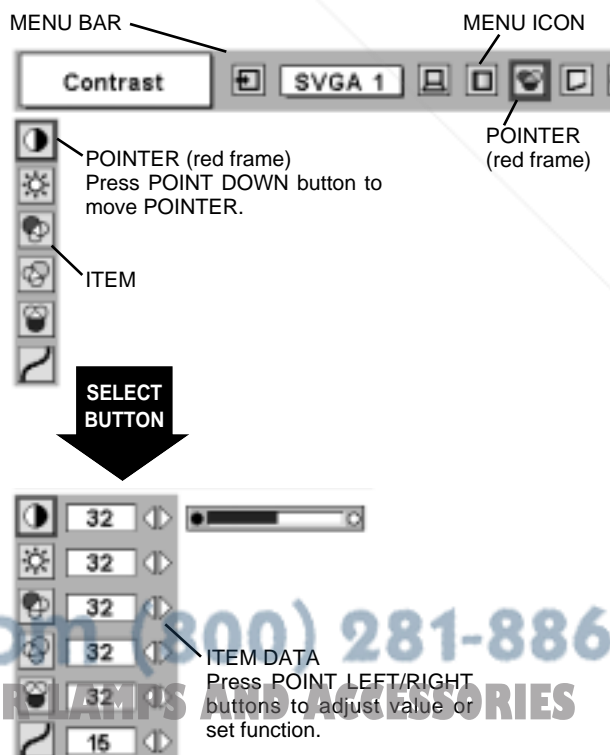 MENU BAR
MENU ICON
Contrast
SVGA 1
POINTER
(red frame)
POINTER (red frame)
Press POINT DOWN button to
move POINTER.
ITEM
SELECT
BUTTON
32
32
32
om (800) 281-886
32
ITEM DATA
Press POINT LEFT/RIGHT
R LAMPS AND ACCESSORIES
32
buttons to adjust value or
set function.
15